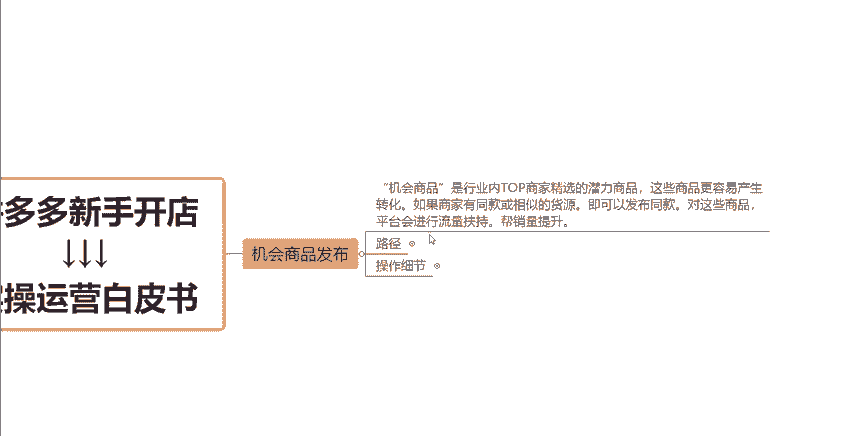 多多新手开店
↓↓↓
操运营白皮书
机会商品发布
“机会商品”是行业内TOP商家精选的潜力商品，这些商品更容易产生
转化。如果商家有同款或相似的货源。即可以发布同款。对这些商品，
平台会进行流量扶持。帮销量提升。
路径
操作细节